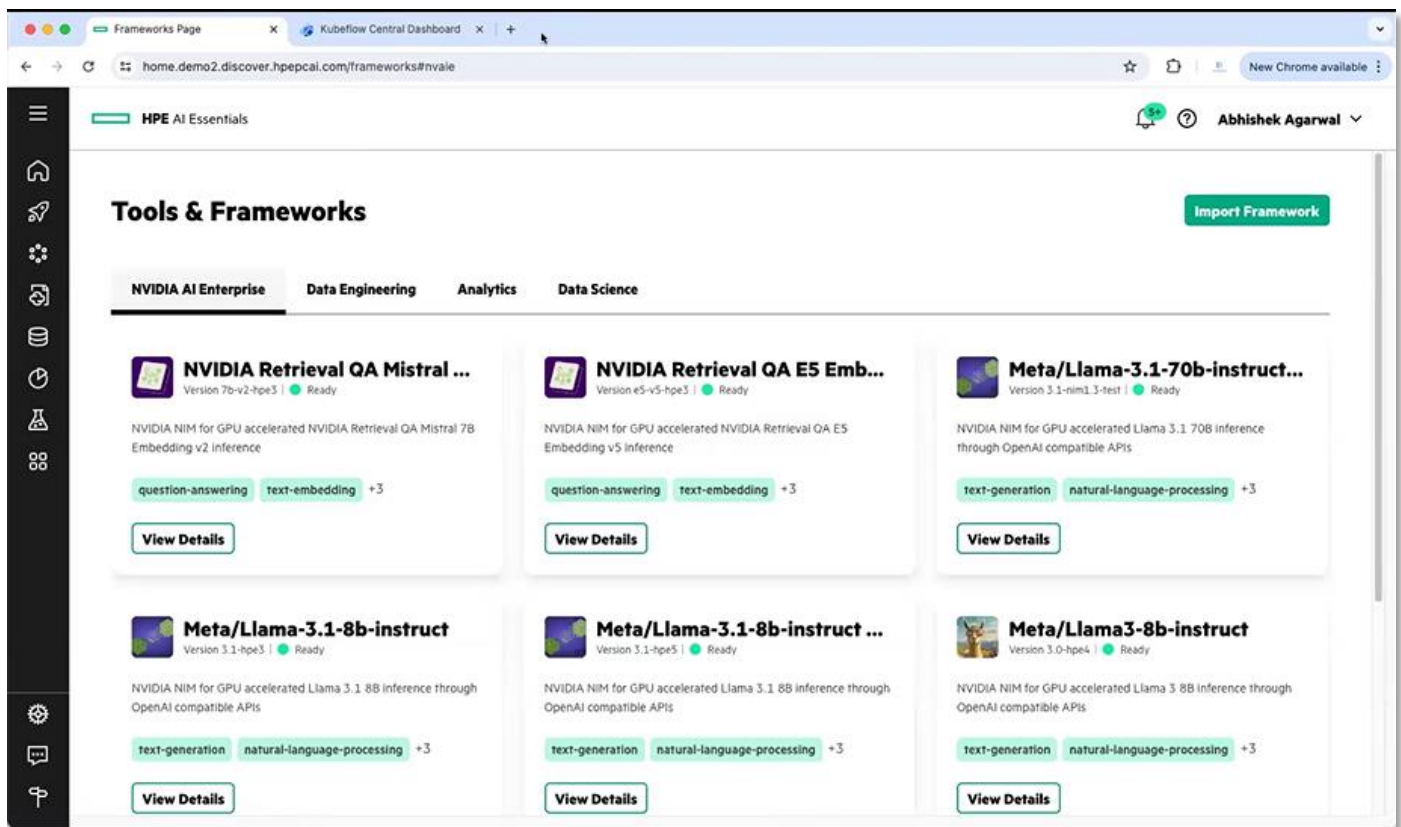 Frameworks Page
Kubeflow Central Dashboard
home.demo2.discover.hpepcai.com/frameworks#nvaie
New Chrome available
HPE AI Essentials
5+
Abhishek Agarwal
Tools & Frameworks
Import Framework
NVIDIA AI Enterprise Data Engineering Analytics Data Science
NVIDIA Retrieval QA Mistral ...
Version 7b-v2-hpe3 | Ready
NVIDIA NIM for GPU accelerated NVIDIA Retrieval QA Mistral 7B
Embedding v2 inference
question-answering text-embedding +3
View Details
NVIDIA Retrieval QA E5 Emb...
Version e5-v5-hpe3 | Ready
NVIDIA NIM for GPU accelerated NVIDIA Retrieval QA E5
Embedding v5 inference
question-answering text-embedding +3
View Details
Meta/Llama-3.1-70b-instruct...
Version 3.1-nim1.3-test | Ready
NVIDIA NIM for GPU accelerated Llama 3.1 70B inference
through OpenAI compatible APIs
text-generation natural-language-processing +3
View Details
Meta/Llama-3.1-8b-instruct
Version 3.1-hpe3 | Ready
NVIDIA NIM for GPU accelerated Llama 3.1 8B inference through
OpenAI compatible APIs
text-generation natural-language-processing +3
View Details
Meta/Llama-3.1-8b-instruct ...
Version 3.1-hpe5 | Ready
NVIDIA NIM for GPU accelerated Llama 3.1 8B inference through
OpenAI compatible APIs
text-generation natural-language-processing +3
View Details
Meta/Llama3-8b-instruct
Version 3.0-hpe4 | Ready
NVIDIA NIM for GPU accelerated Llama 3 8B inference through
OpenAI compatible APIs
text-generation natural-language-processing +3
View Details